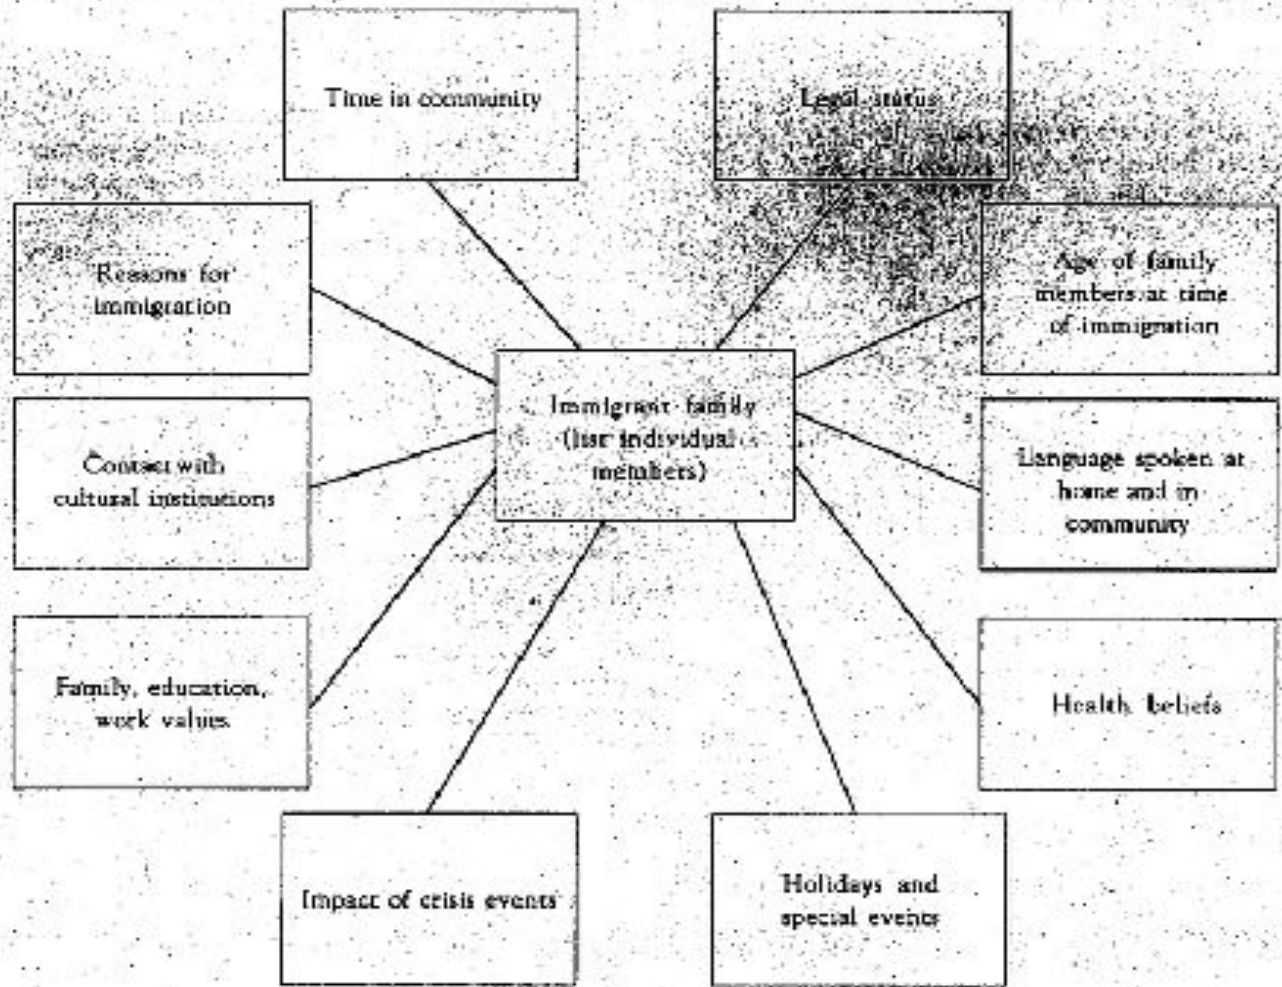 Time in community
Legal status
Reasons for
immigration
Age of family
members at time
of immigration
Immigrant family
(list individual
members)
Contact with
cultural institutions
Language spoken at
home and in
community
Family, education,
work values
Health beliefs
Impact of crisis events
Holidays and
special events